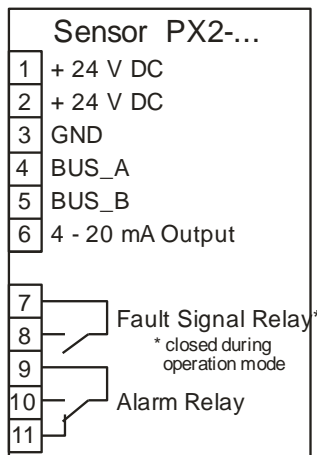 Sensor PX2-...
1 + 24 V DC
2 + 24 V DC
3 GND
4 BUS_A
5 BUS_B
6 4 - 20 mA Output
7
Fault Signal Relay*
8
* closed during
operation mode
9
10 Alarm Relay
11